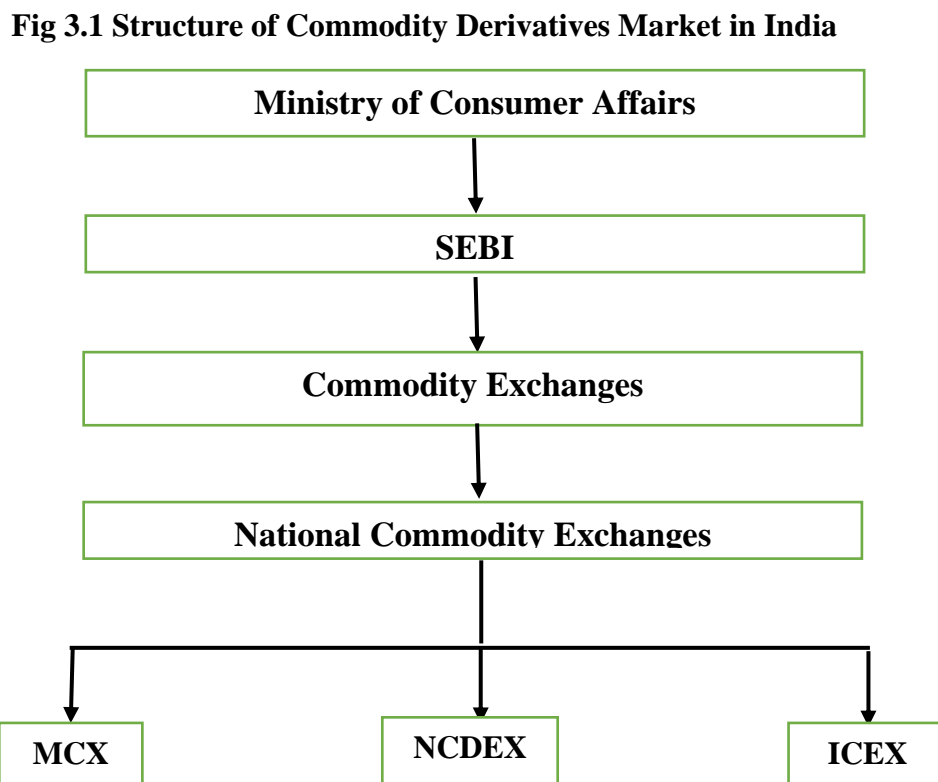 Fig 3.1 Structure of Commodity Derivatives Market in India
Ministry of Consumer Affairs
SEBI
Commodity Exchanges
National Commodity Exchanges
MCX
NCDEX
ICEX